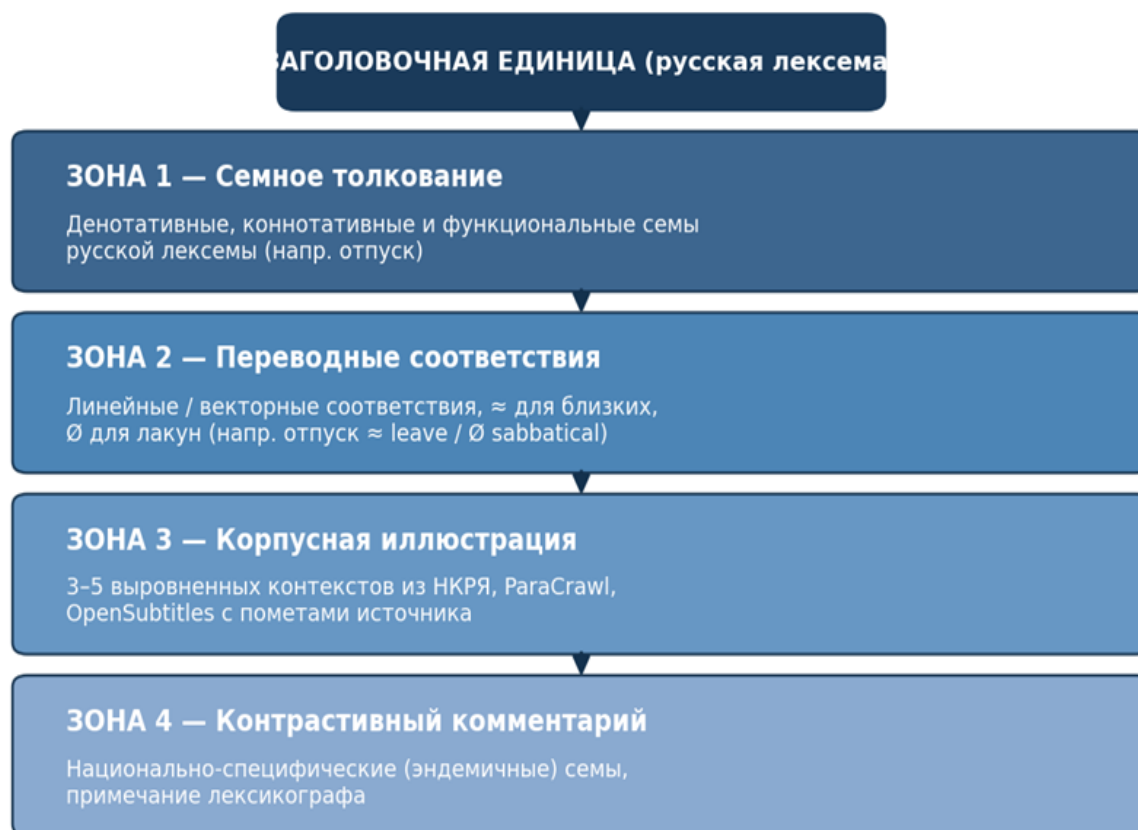 ЗАГОЛОВОЧНАЯ ЕДИНИЦА (русская лексема
ЗОНА 1 — Семное толкование
Денотативные, коннотативные и функциональные семы
русской лексемы (напр. отпуск)
ЗОНА 2 — Переводные соответствия
Линейные / векторные соответствия, ≈ для близких,
Ø для лакун (напр. отпуск ≈ leave / Ø sabbatical)
ЗОНА 3 — Корпусная иллюстрация
3–5 выровненных контекстов из НКРЯ, ParaCrawl,
OpenSubtitles с пометами источника
ЗОНА 4 — Контрастивный комментарий
Национально-специфические (эндемичные) семы,
примечание лексикографа